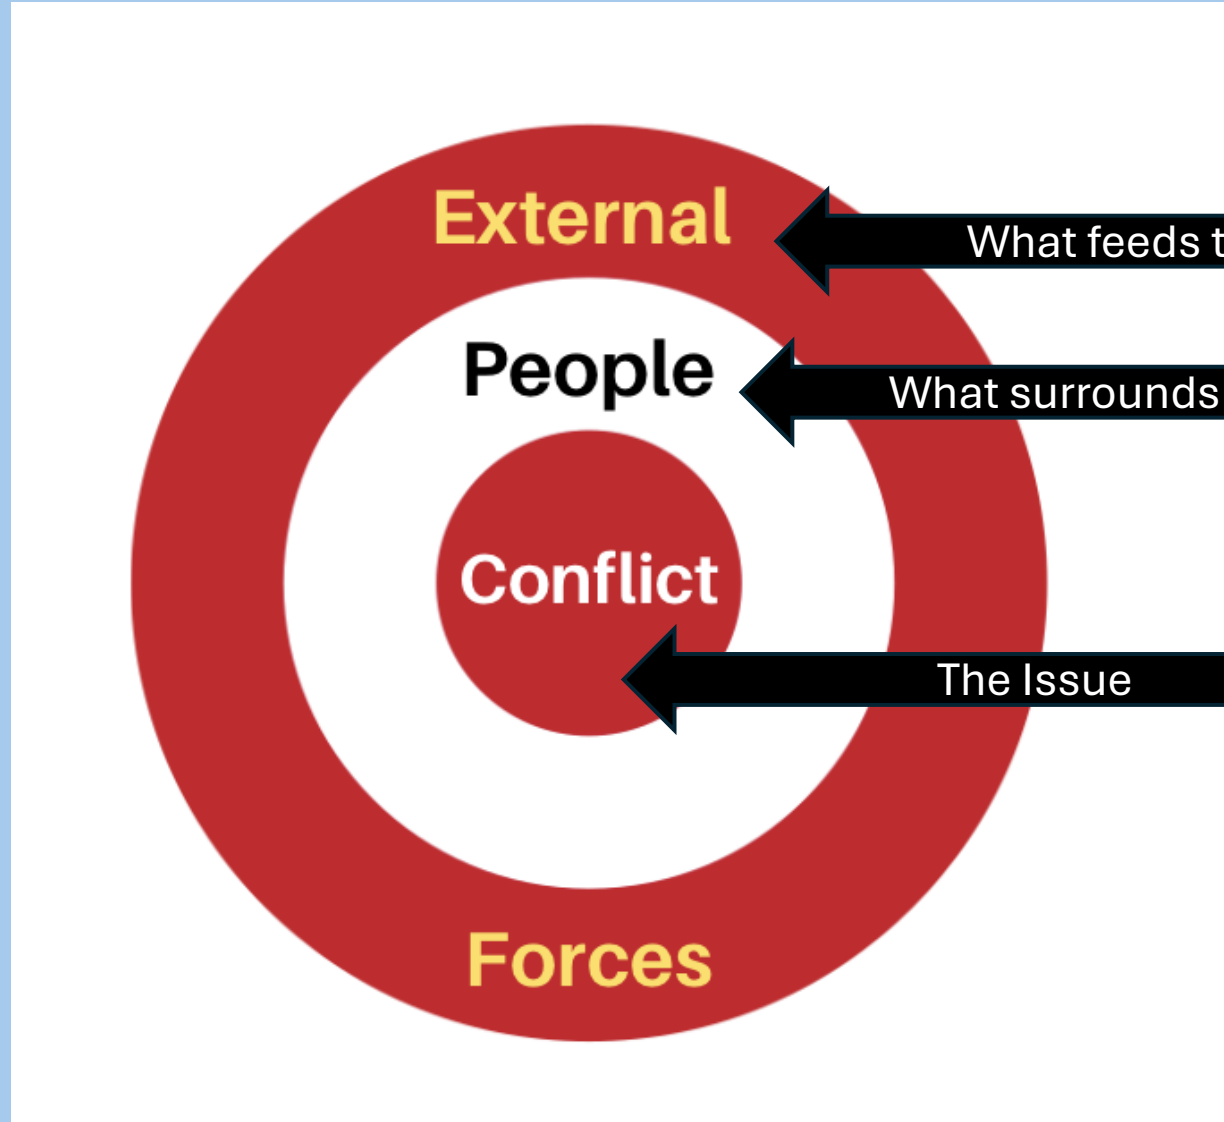 External
What feeds t
People
What surrounds
Conflict
The Issue
Forces